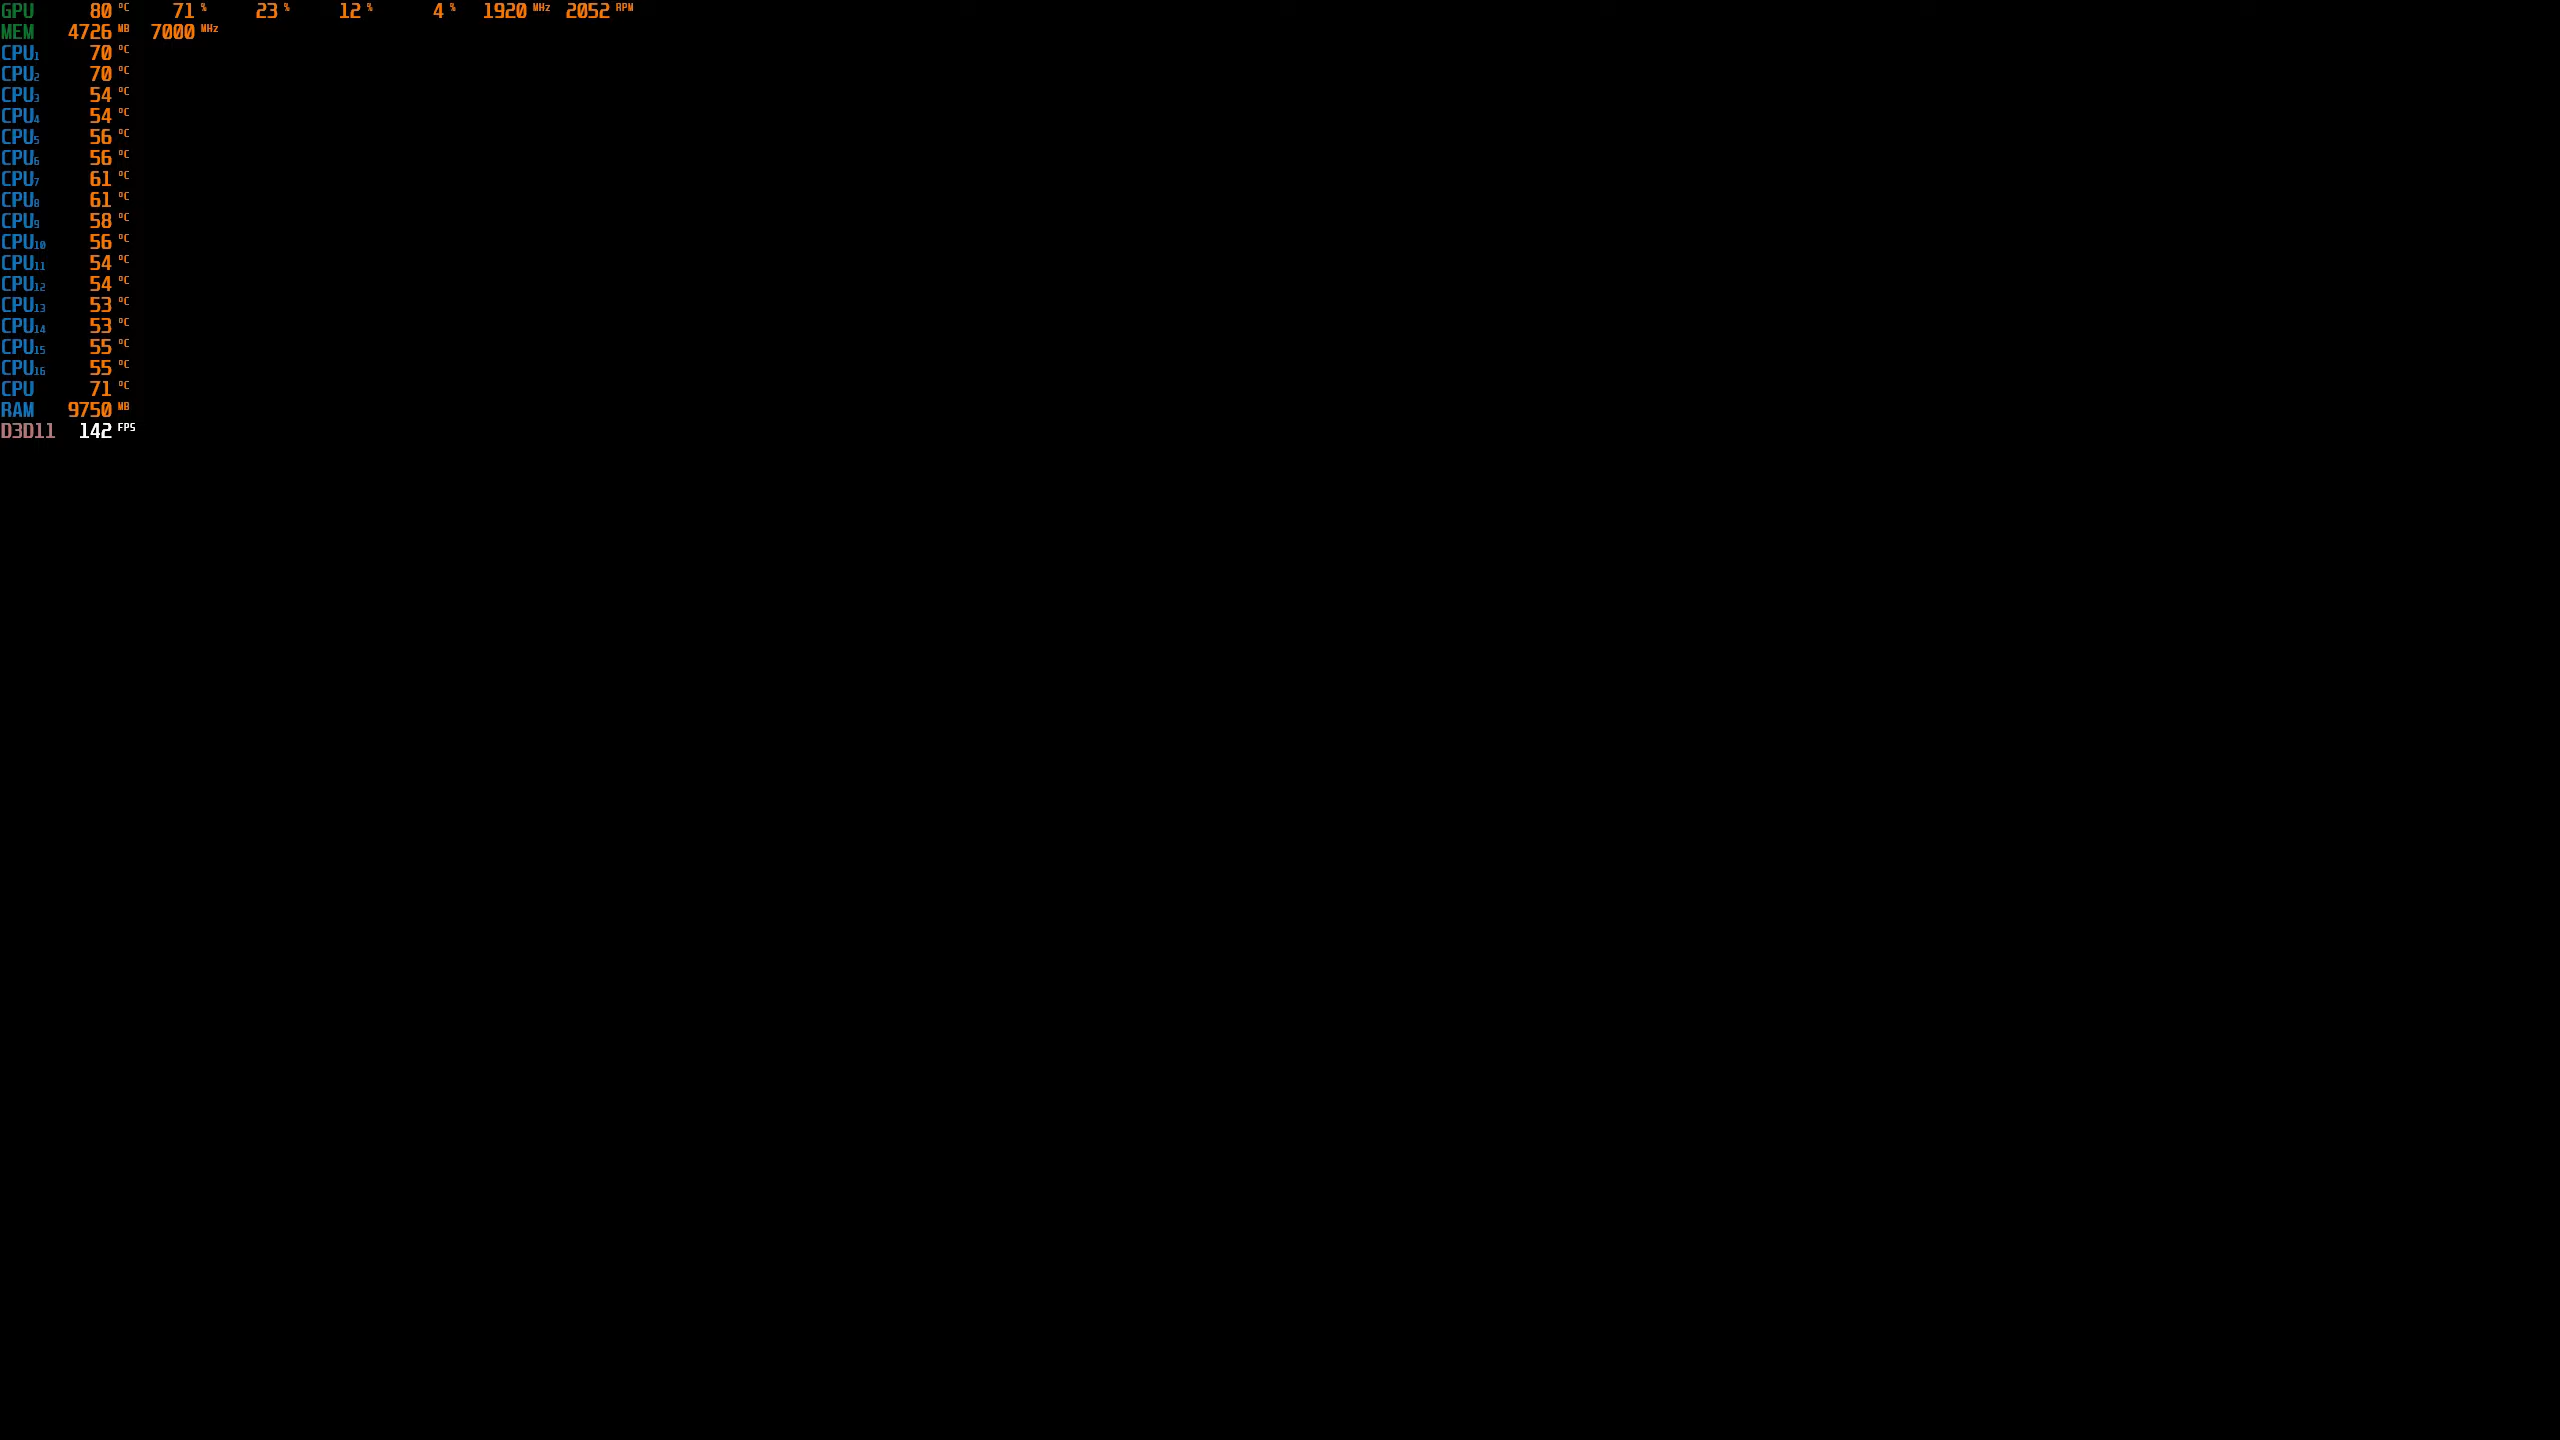 GPU 80 °C 71 % 23 % 12 % 4 % 1920 MHz 2052 RPM
MEM 4726 MB 7000 MHz
CPU1 70 °C
CPU2 70 °C
CPU3 54 °C
CPU4 54 °C
CPU5 56 °C
CPU6 56 °C
CPU7 61 °C
CPU8 61 °C
CPU9 58 °C
CPU10 56 °C
CPU11 54 °C
CPU12 54 °C
CPU13 53 °C
CPU14 53 °C
CPU15 55 °C
CPU16 55 °C
CPU 71 °C
RAM 9750 MB
D3D11 142 FPS